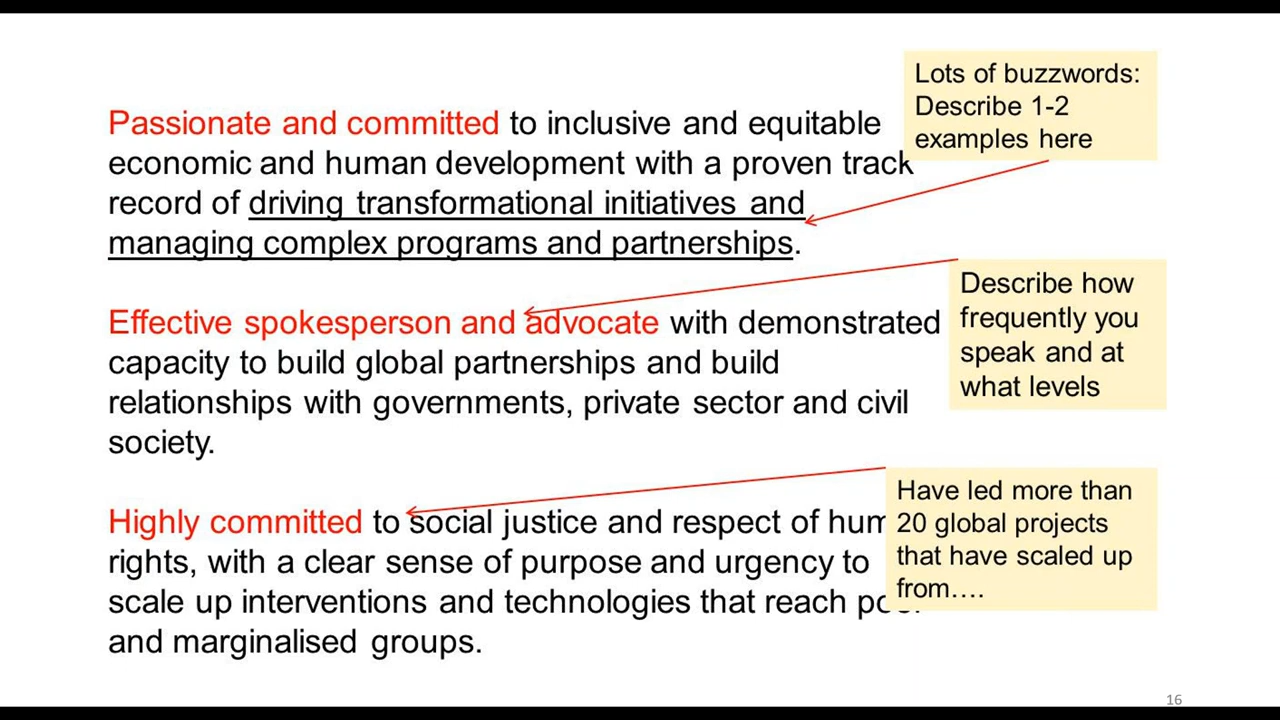 Lots of buzzwords:
Describe 1-2
examples here
Passionate and committed to inclusive and equitable
economic and human development with a proven track
record of driving transformational initiatives and
managing complex programs and partnerships.
Describe how
frequently you
speak and at
what levels
Effective spokesperson and advocate with demonstrated
capacity to build global partnerships and build
relationships with governments, private sector and civil
society.
Have led more than
20 global projects
that have scaled up
from….
Highly committed to social justice and respect of
rights, with a clear sense of purpose and urgency to
scale up interventions and technologies that reach
and marginalised groups.
16